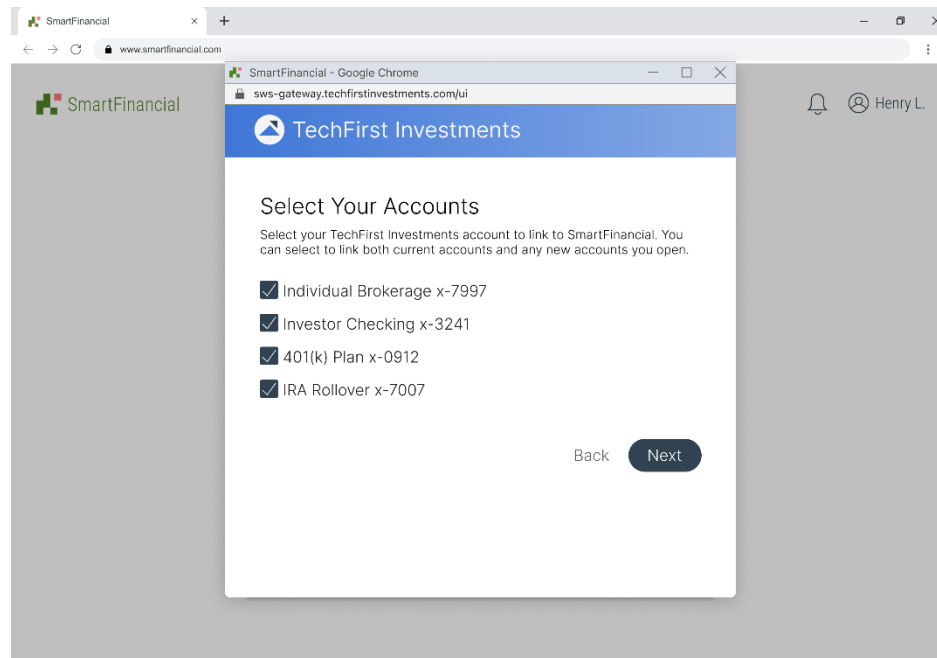 SmartFinancial
www.smartfinancial.com
SmartFinancial - Google Chrome
sws-gateway.techfirstinvestments.com/ui
SmartFinancial
Henry L.
TechFirst Investments
Select Your Accounts
Select your TechFirst Investments account to link to SmartFinancial. You
can select to link both current accounts and any new accounts you open.
Individual Brokerage x-7997
Investor Checking x-3241
401(k) Plan x-0912
IRA Rollover x-7007
Back
Next